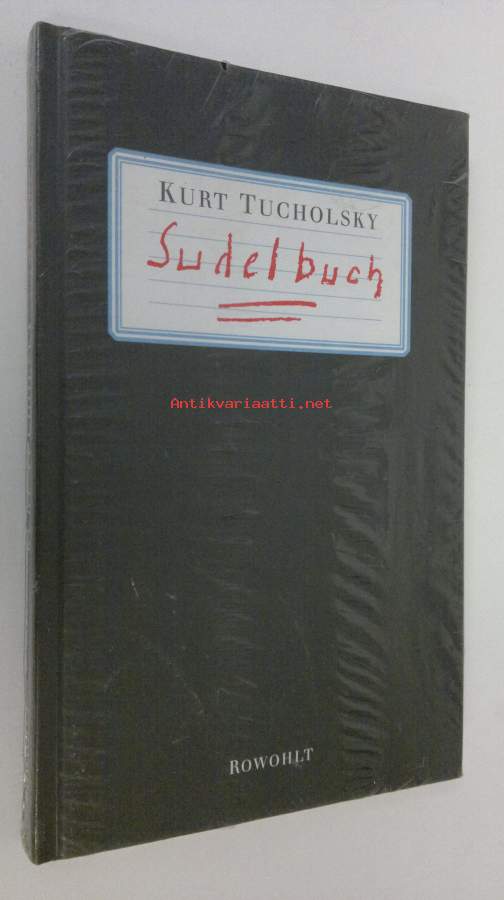 KURT TUCHOLSKY
Sudelbuch
Antikvariaatti.net
ROWOHLT